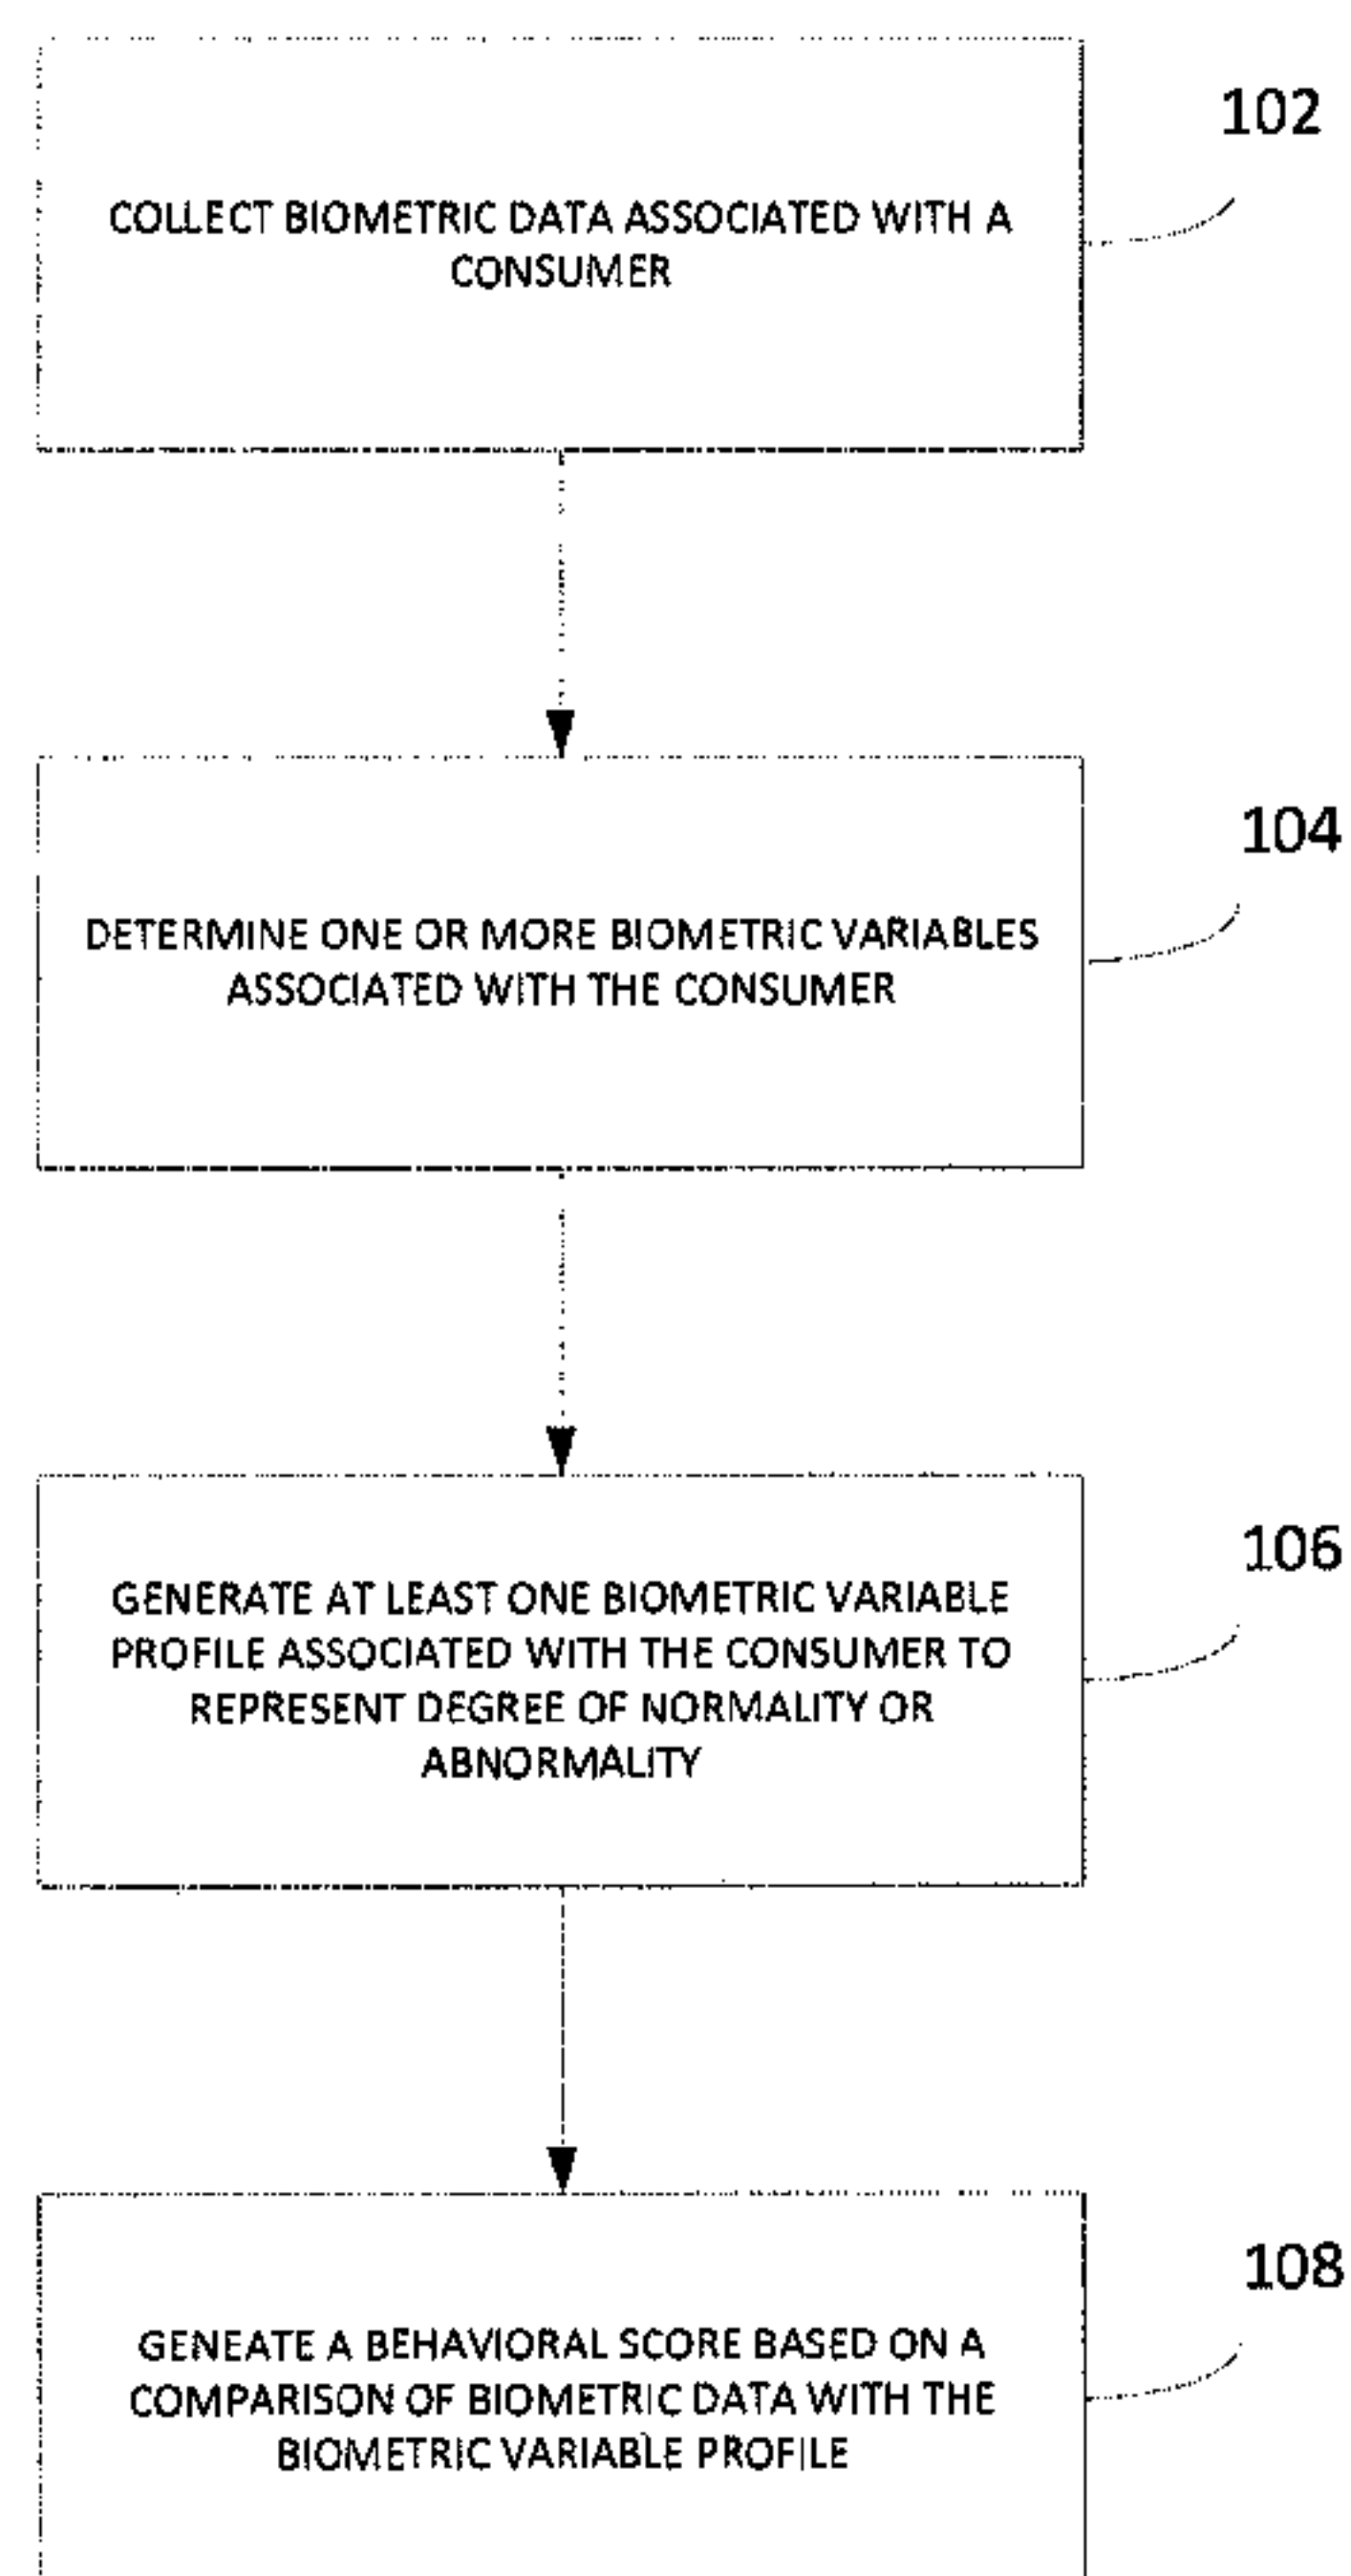 102
COLLECT BIOMETRIC DATA ASSOCIATED WITH A
CONSUMER
104
DETERMINE ONE OR MORE BIOMETRIC VARIABLES
ASSOCIATED WITH THE CONSUMER
106
GENERATE AT LEAST ONE BIOMETRIC VARIABLE
PROFILE ASSOCIATED WITH THE CONSUMER TO
REPRESENT DEGREE OF NORMALITY OR
ABNORMALITY
108
GENEATE A BEHAVIORAL SCORE BASED ON A
COMPARISON OF BIOMETRIC DATA WITH THE
BIOMETRIC VARIABLE PROFILE